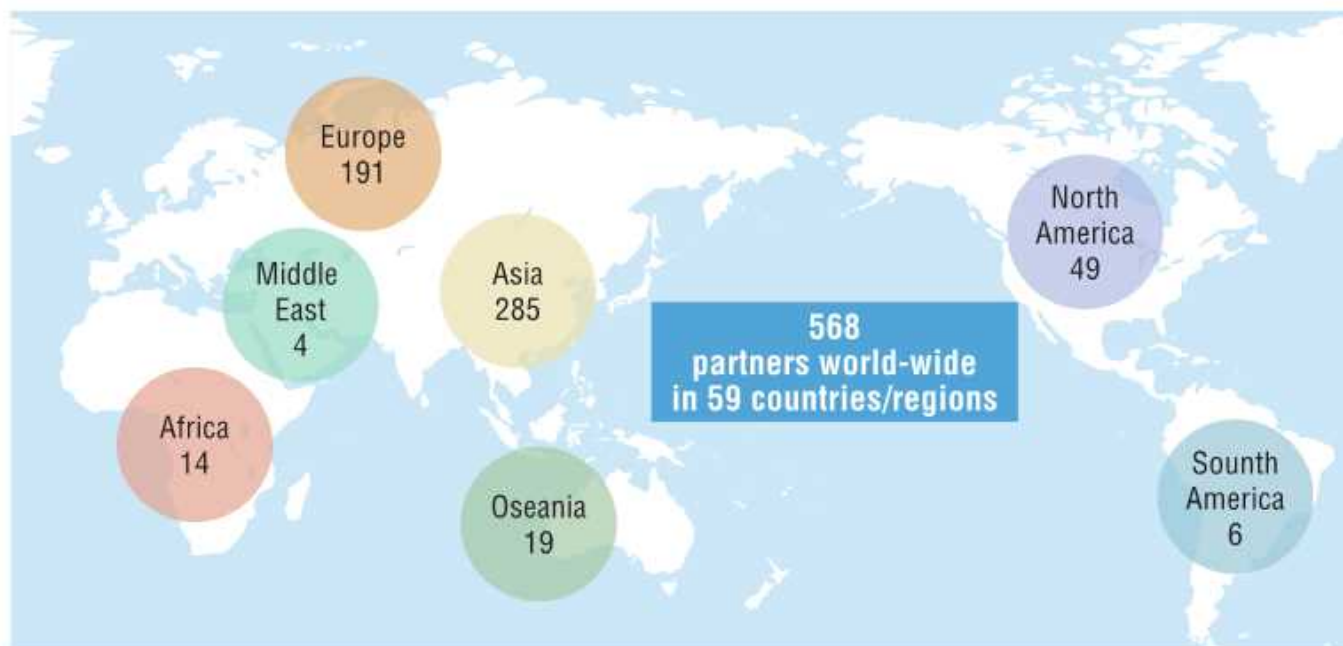 Europe
191
Middle
East
4
Asia
285
Africa
14
Oseania
19
568
partners world-wide
in 59 countries/regions
North
America
49
Sounth
America
6